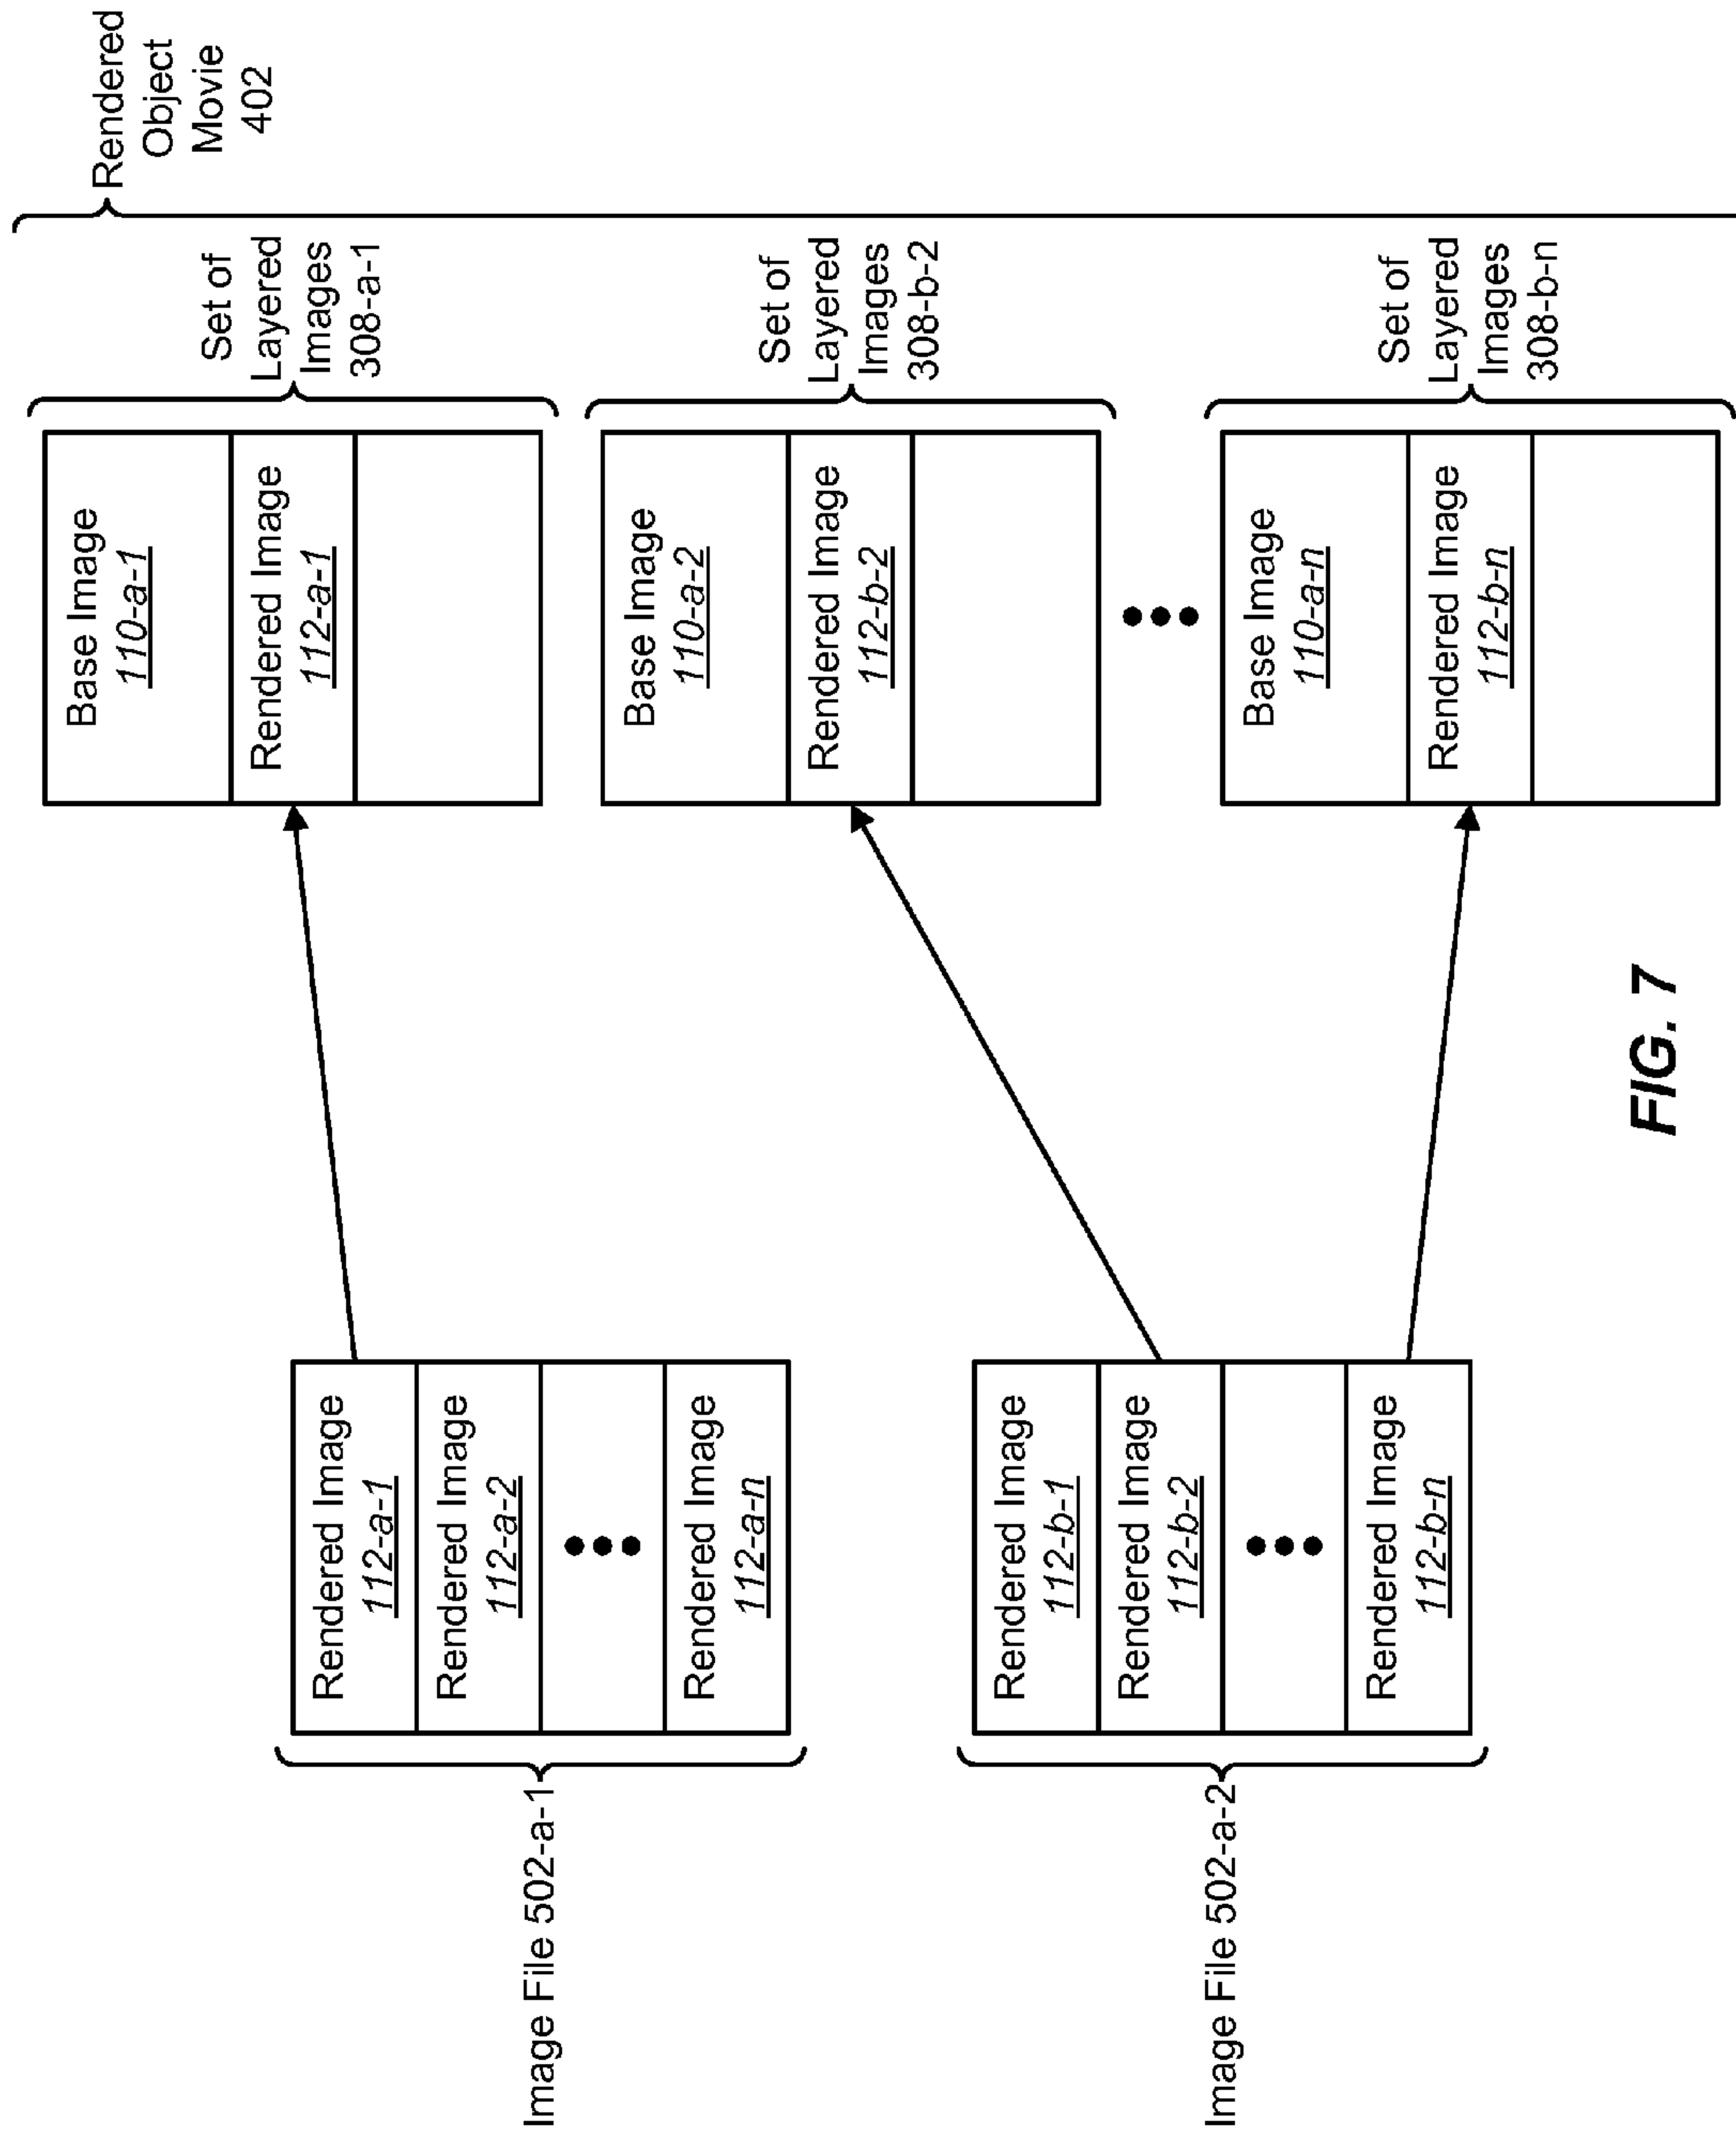 Image File 502-a-1
Rendered Image
112-a-1
Rendered Image
112-a-2
Rendered Image
112-a-n
Image File 502-a-2
Rendered Image
112-b-1
Rendered Image
112-b-2
Rendered Image
112-b-n
Base Image
110-a-1
Rendered Image
112-a-1
Set of
Layered
Images
308-a-1
Base Image
110-a-2
Rendered Image
112-b-2
Set of
Layered
Images
308-b-2
Base Image
110-a-n
Rendered Image
112-b-n
Set of
Layered
Images
308-b-n
Rendered
Object
Movie
402
FIG. 7